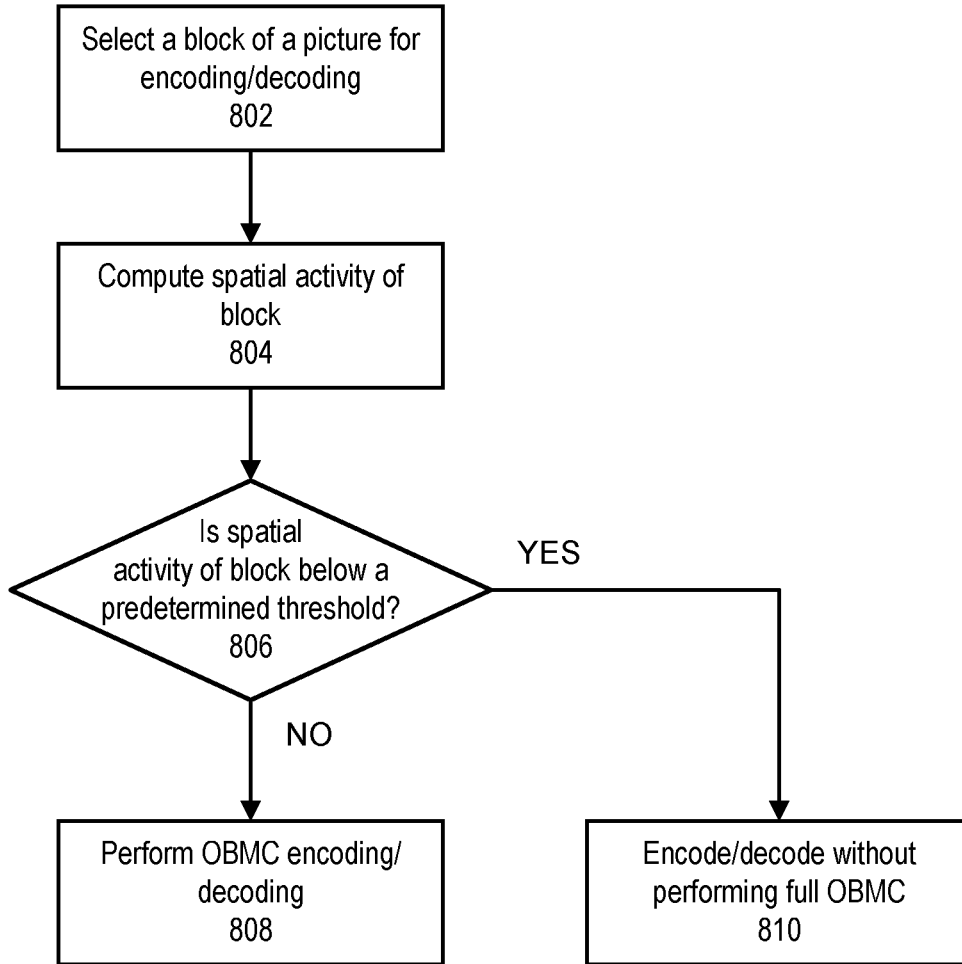 Select a block of a picture for
encoding/decoding
802
Compute spatial activity of
block
804
Is spatial
activity of block below a
predetermined threshold?
806
YES
NO
Perform OBMC encoding/
decoding
808
Encode/decode without
performing full OBMC
810